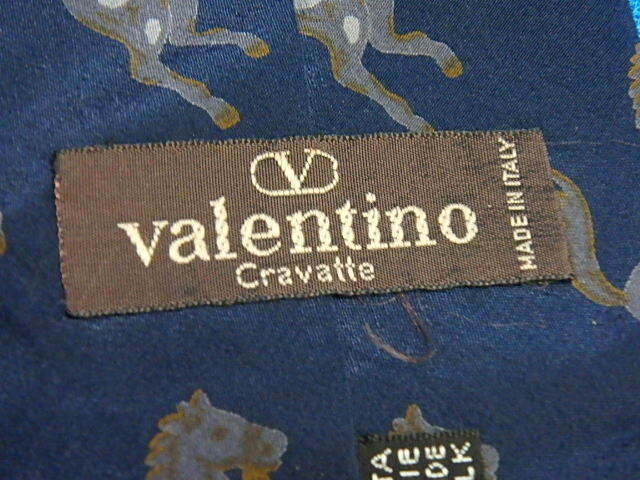 V
valentino
Cravatte
MADE IN ITALY